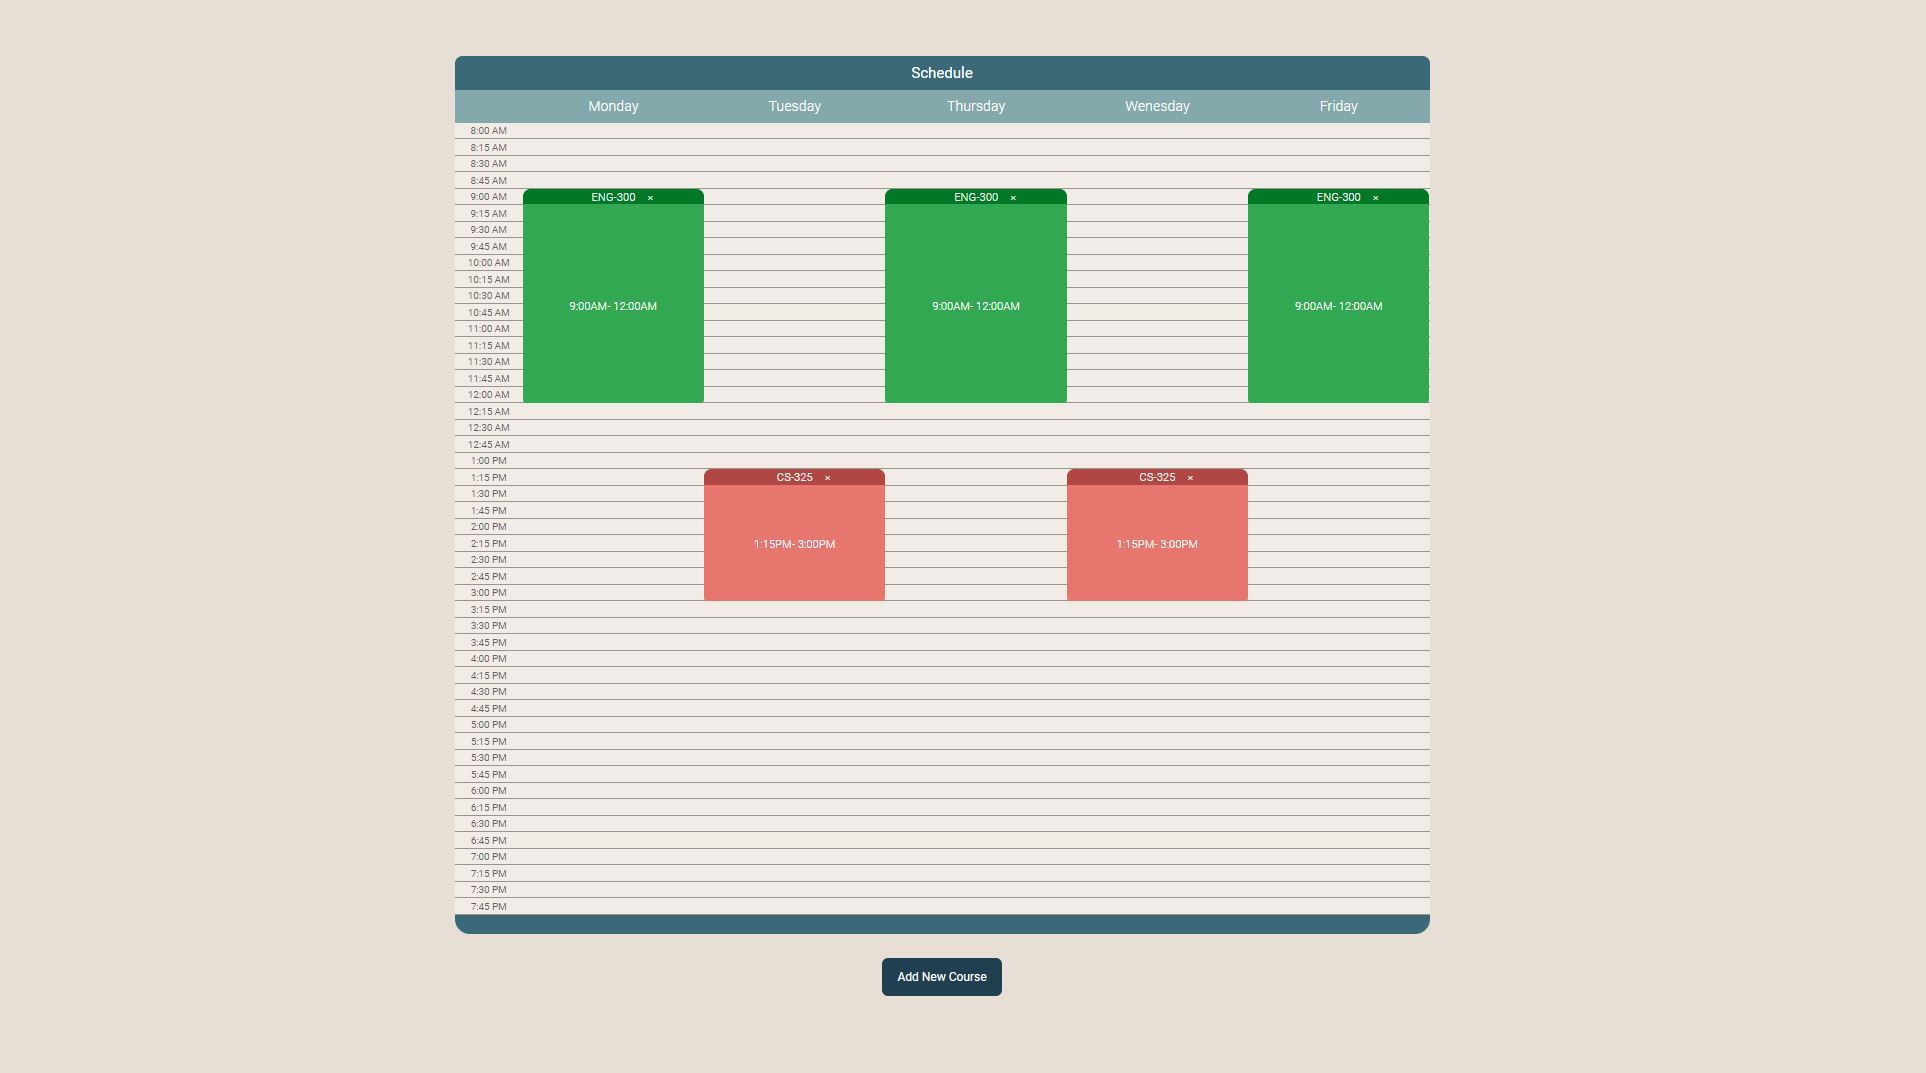 Schedule
Monday Tuesday Thursday Wenesday Friday
8:00 AM
8:15 AM
8:30 AM
8:45 AM
9:00 AM ENG-300 × ENG-300 × ENG-300 ×
9:15 AM
9:30 AM
9:45 AM
10:00 AM
10:15 AM
10:30 AM
9:00AM- 12:00AM 9:00AM- 12:00AM 9:00AM- 12:00AM
10:45 AM
11:00 AM
11:15 AM
11:30 AM
11:45 AM
12:00 AM
12:15 AM
12:30 AM
12:45 AM
1:00 PM
1:15 PM CS-325 × CS-325 ×
1:30 PM
1:45 PM
2:00 PM
2:15 PM 1:15PM- 3:00PM 1:15PM- 3:00PM
2:30 PM
2:45 PM
3:00 PM
3:15 PM
3:30 PM
3:45 PM
4:00 PM
4:15 PM
4:30 PM
4:45 PM
5:00 PM
5:15 PM
5:30 PM
5:45 PM
6:00 PM
6:15 PM
6:30 PM
6:45 PM
7:00 PM
7:15 PM
7:30 PM
7:45 PM
Add New Course